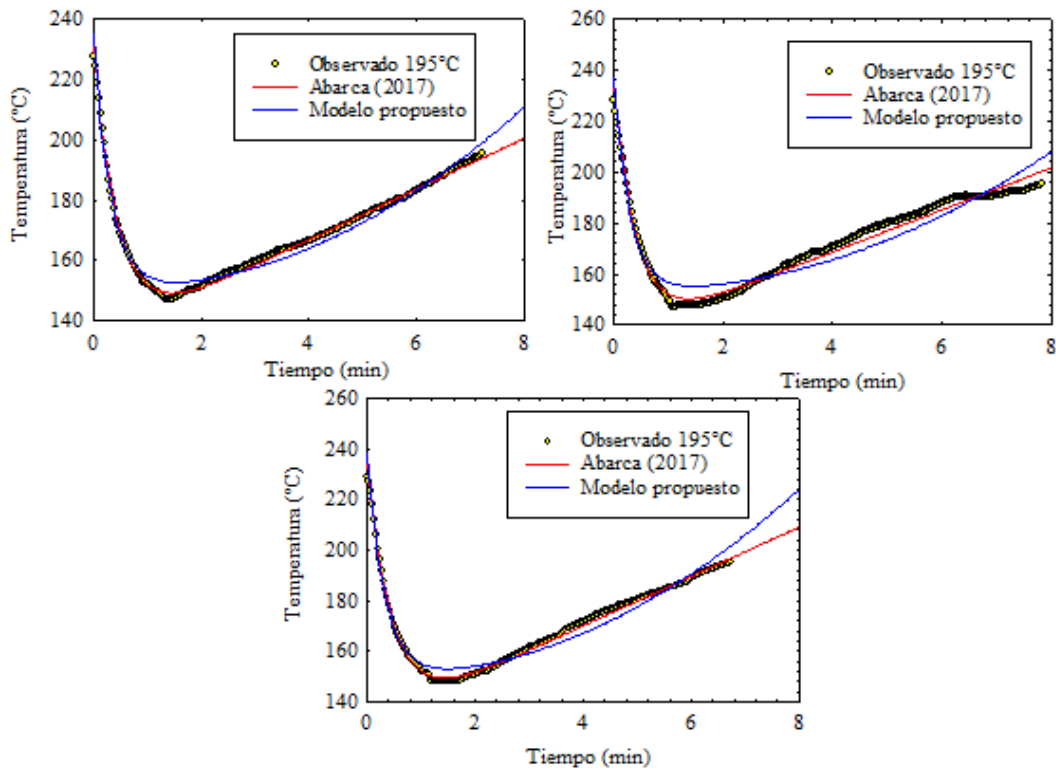 240
220
200
180
160
140
Temperatura (°C)
Observado 195°C
Abarca (2017)
Modelo propuesto
0
2
4
6
8
Tiempo (min)
260
240
220
200
180
160
140
Temperatura (°C)
Observado 195°C
Abarca (2017)
Modelo propuesto
0
2
4
6
8
Tiempo (min)
260
240
220
200
180
160
140
Temperatura (°C)
Observado 195°C
Abarca (2017)
Modelo propuesto
0
2
4
6
8
Tiempo (min)